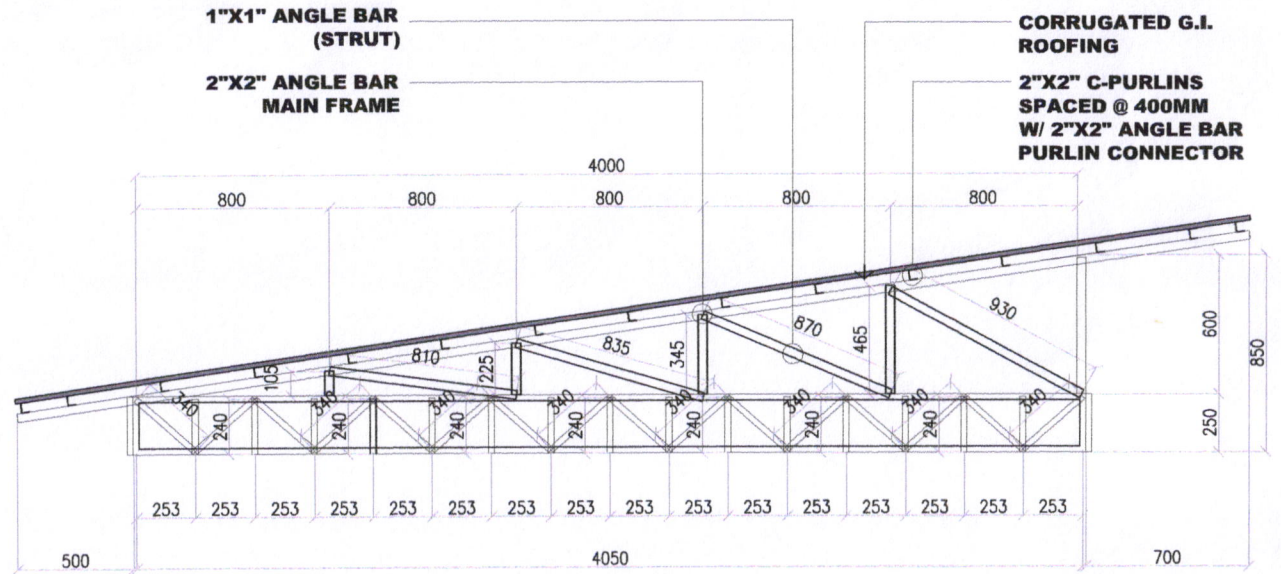 1"X1" ANGLE BAR
(STRUT)
2"X2" ANGLE BAR
MAIN FRAME
CORRUGATED G.I.
ROOFING
2"X2" C-PURLINS
SPACED @ 400MM
W/ 2"X2" ANGLE BAR
PURLIN CONNECTOR
4000
800 800 800 800 800
810 835 870 930
105 225 345 465
600
850
250
340 340 340 340 340 340 340 340
240 240 240 240 240 240 240
253 253 253 253 253 253 253 253 253 253 253 253 253 253 253 253
500 4050 700